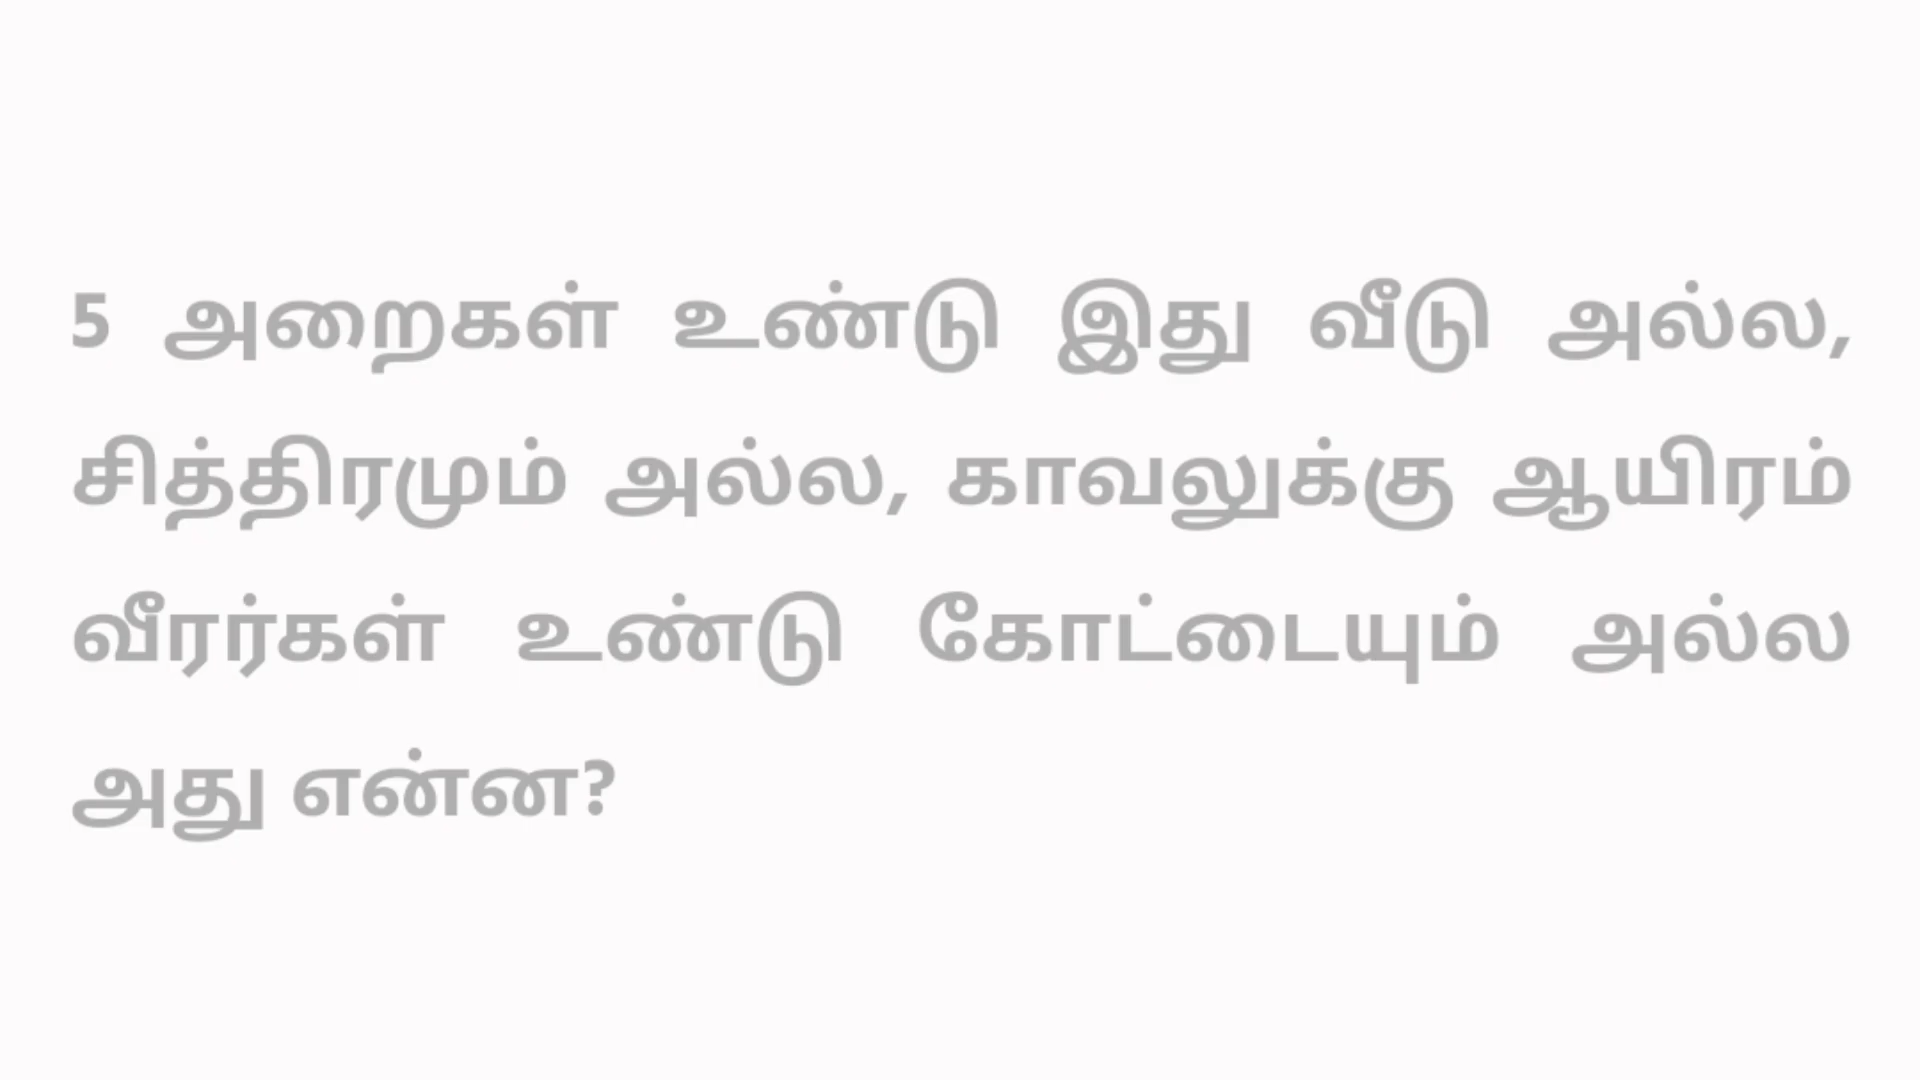 5 அறைகள் உண்டு இது வீடு அல்ல,
சித்திரமும் அல்ல, காவலுக்கு ஆயிரம்
வீரர்கள் உண்டு கோட்டையும் அல்ல
அது என்ன?